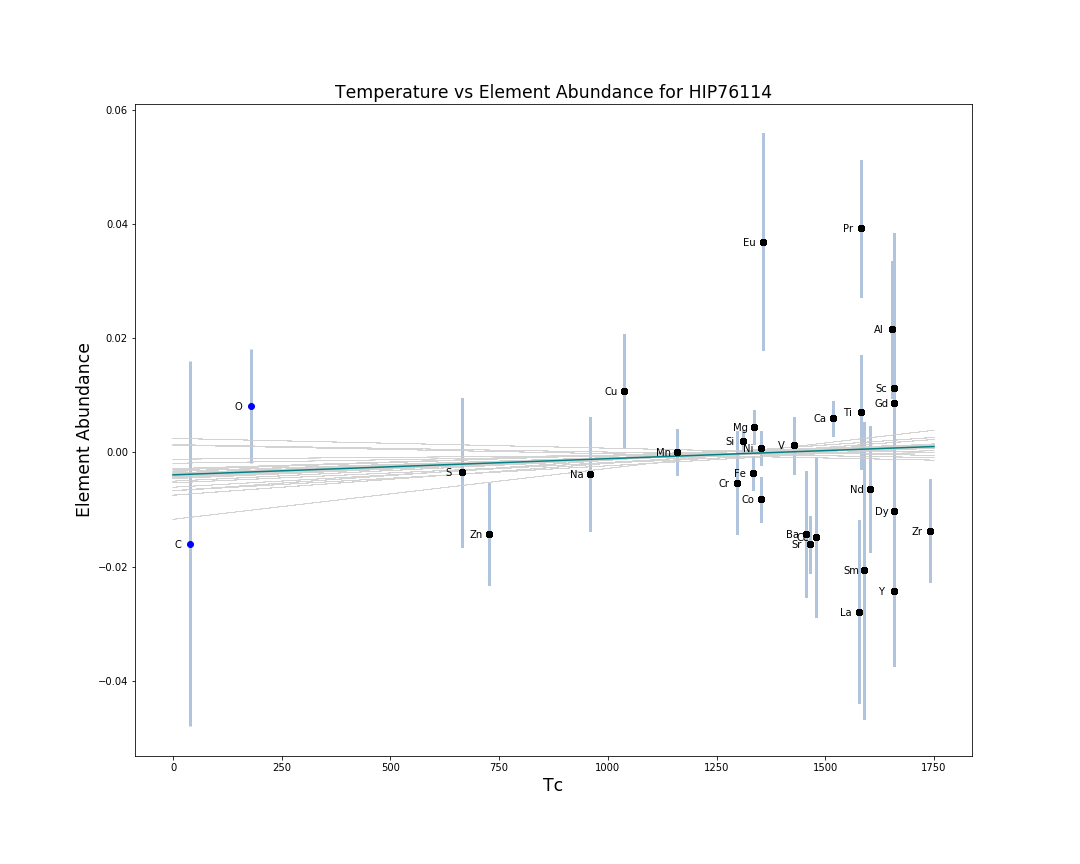 Temperature vs Element Abundance for HIP76114
0.06
0.04
0.02
0.00
−0.02
−0.04
Element Abundance
Eu
Pr
Al
Sc
Gd
O
Cu
Ti
Ca
Mg
Si
Ni
V
Mn
S
Na
Fe
Cr
Co
Nd
Dy
Zn
Ba
Sr
C
Zr
Sm
Y
La
0
250
500
750
1000
1250
1500
1750
Tc